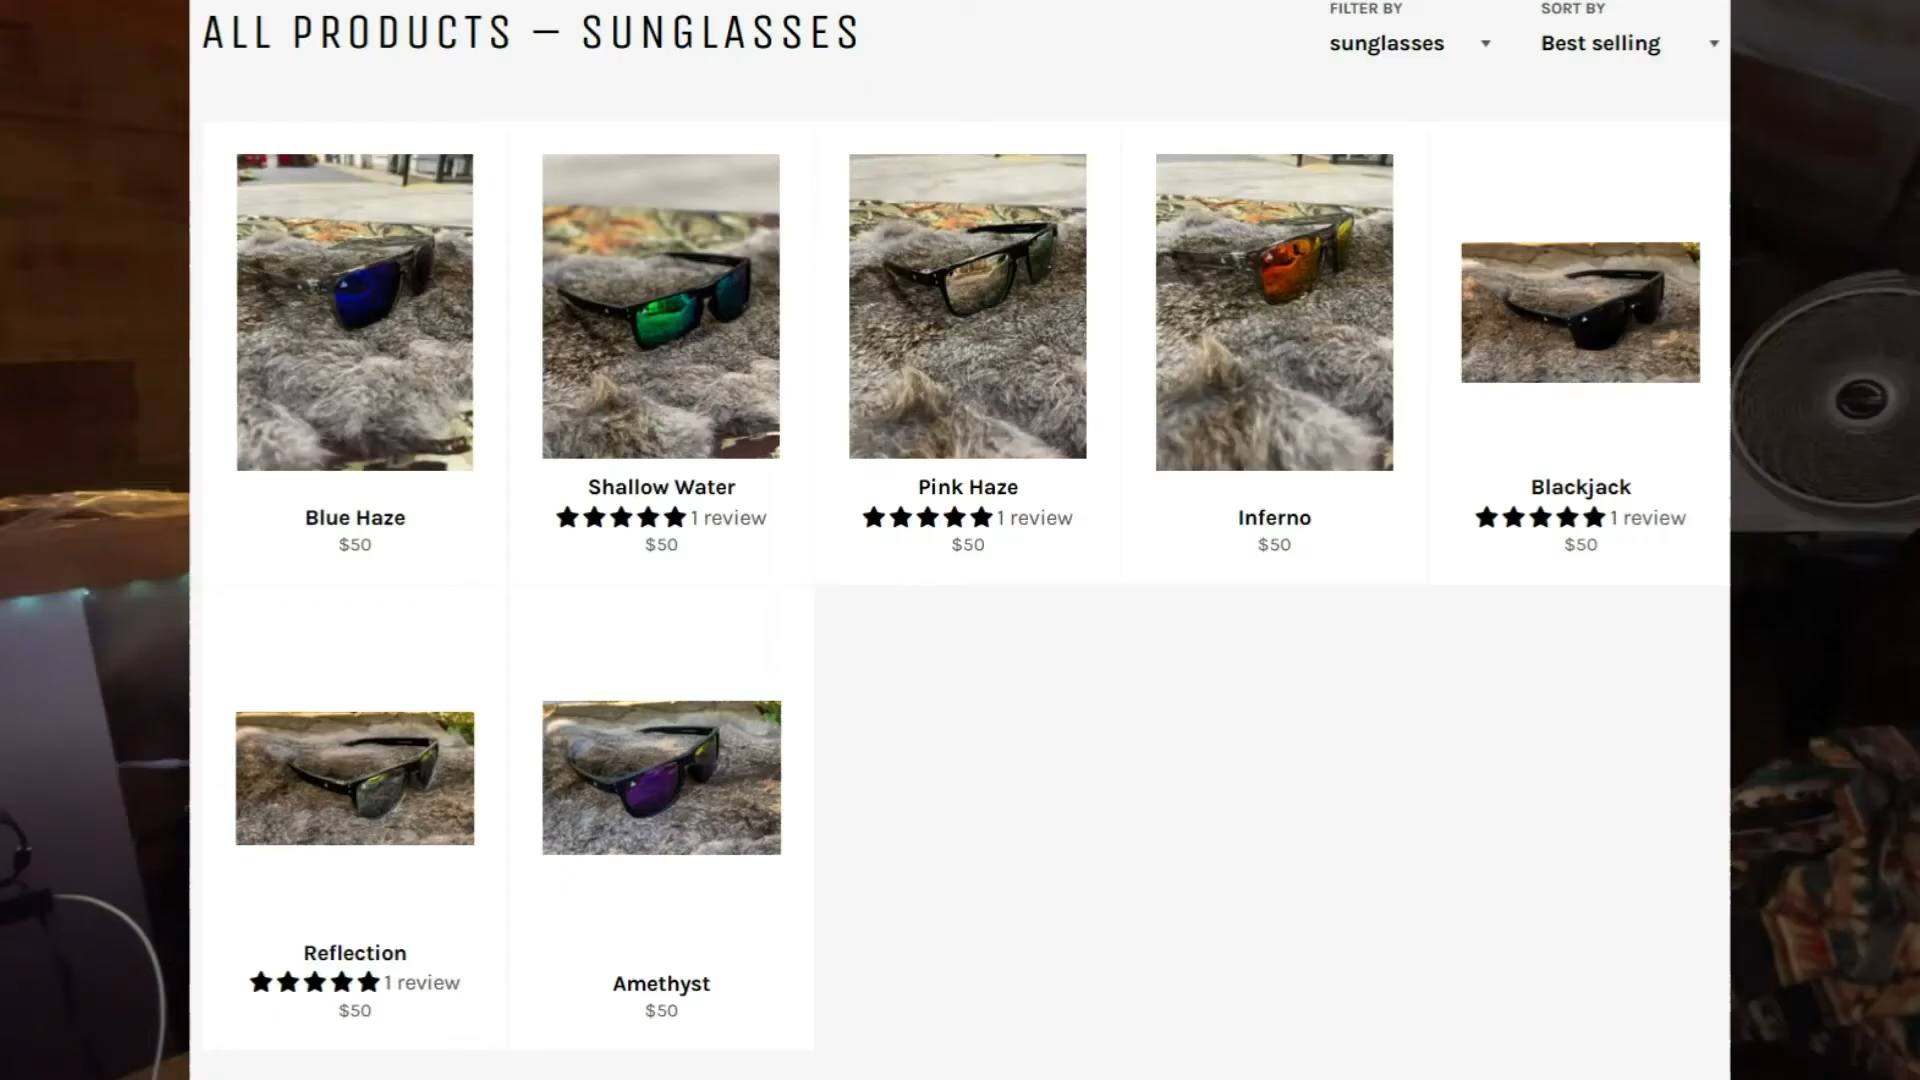 ALL PRODUCTS — SUNGLASSES
FILTER BY
sunglasses
SORT BY
Best selling
Blue Haze
$50
Shallow Water
1 review
$50
Pink Haze
1 review
$50
Inferno
$50
Blackjack
1 review
$50
Reflection
1 review
$50
Amethyst
$50